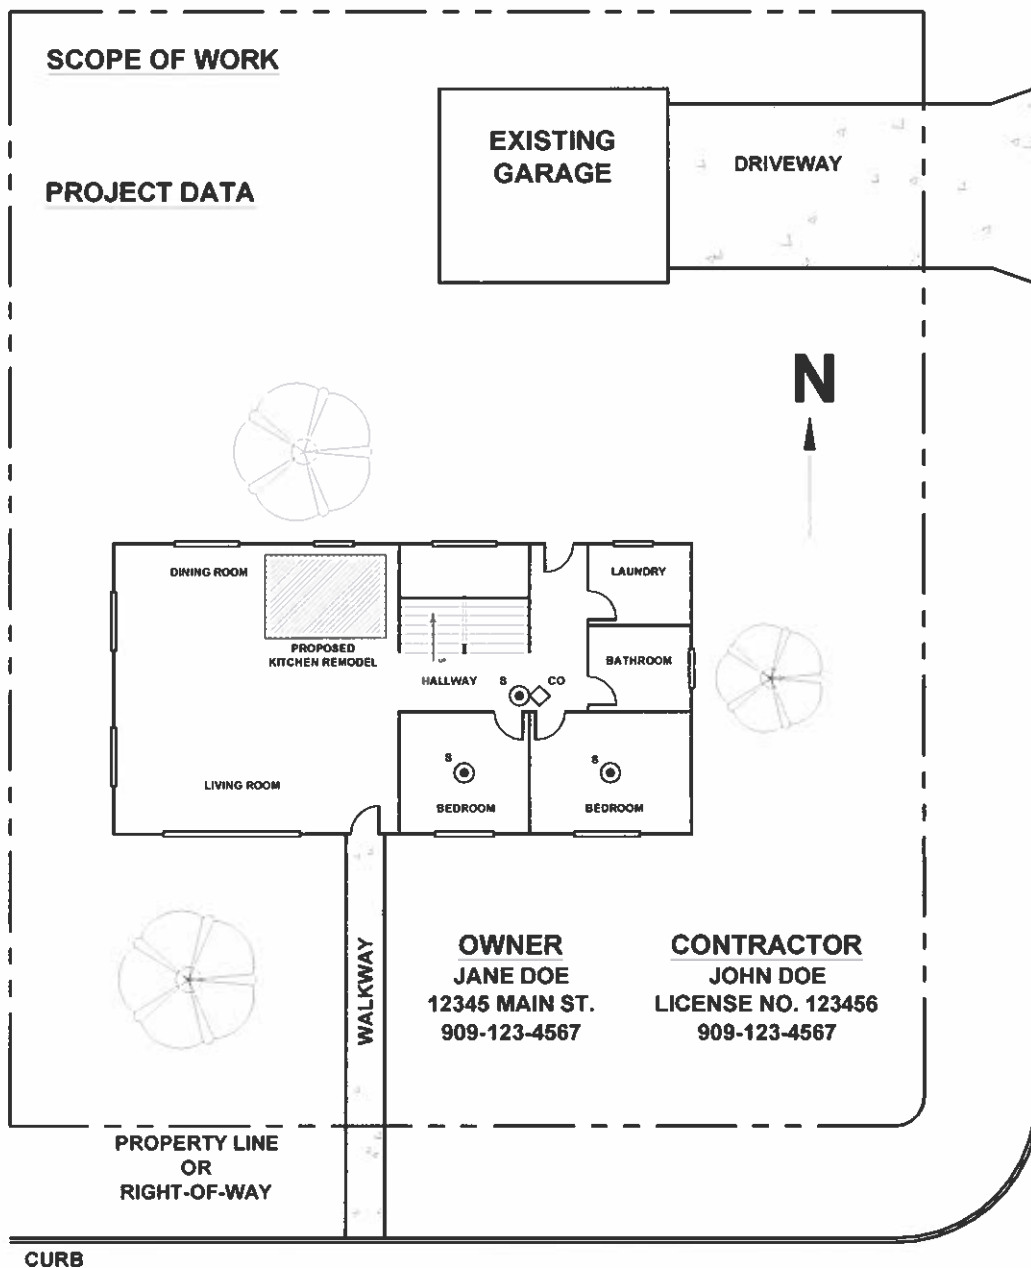 SCOPE OF WORK
EXISTING
GARAGE
DRIVEWAY
PROJECT DATA
N
DINING ROOM
LAUNDRY
PROPOSED
KITCHEN REMODEL
BATHROOM
HALLWAY
S
CO
S
S
LIVING ROOM
BEDROOM
BEDROOM
WALKWAY
OWNER
JANE DOE
12345 MAIN ST.
909-123-4567
CONTRACTOR
JOHN DOE
LICENSE NO. 123456
909-123-4567
PROPERTY LINE
OR
RIGHT-OF-WAY
CURB